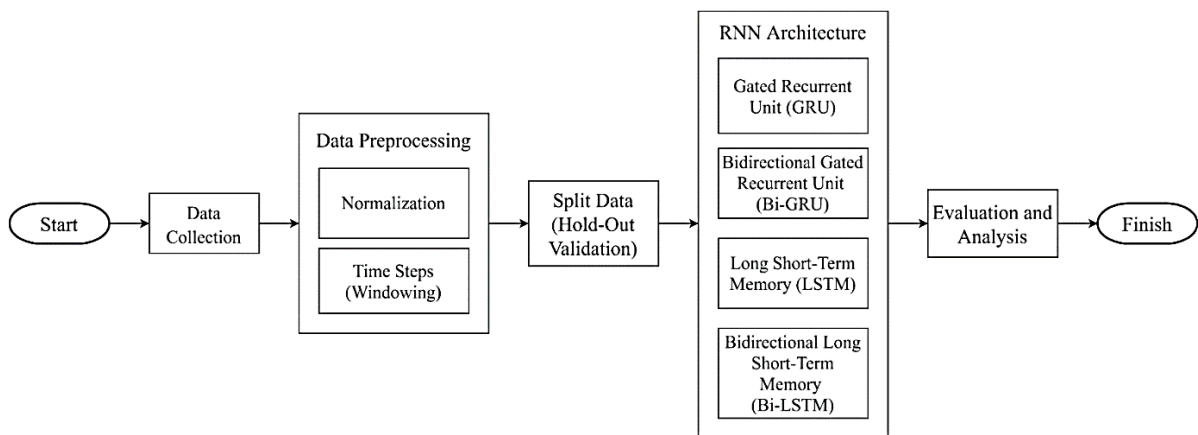 Start
Data
Collection
Data Preprocessing
Normalization
Time Steps
(Windowing)
Split Data
(Hold-Out
Validation)
RNN Architecture
Gated Recurrent
Unit (GRU)
Bidirectional Gated
Recurrent Unit
(Bi-GRU)
Long Short-Term
Memory (LSTM)
Bidirectional Long
Short-Term
Memory
(Bi-LSTM)
Evaluation and
Analysis
Finish